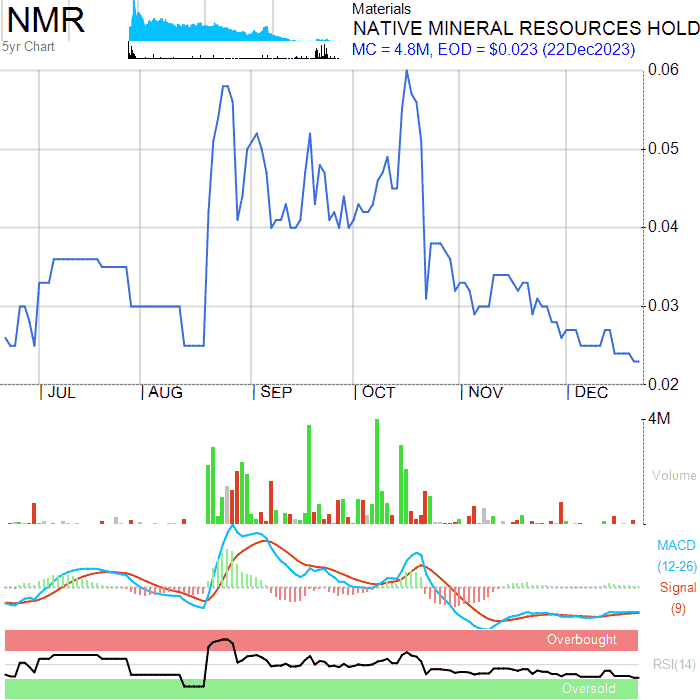 NMR
5yr Chart
Materials
NATIVE MINERAL RESOURCES HOLD
MC = 4.8M, EOD = $0.023 (22Dec2023)
0.06
0.05
0.04
0.03
0.02
JUL AUG SEP OCT NOV DEC
4M
Volume
MACD
(12-26)
Signal
(9)
Overbought
RSI(14)
Oversold